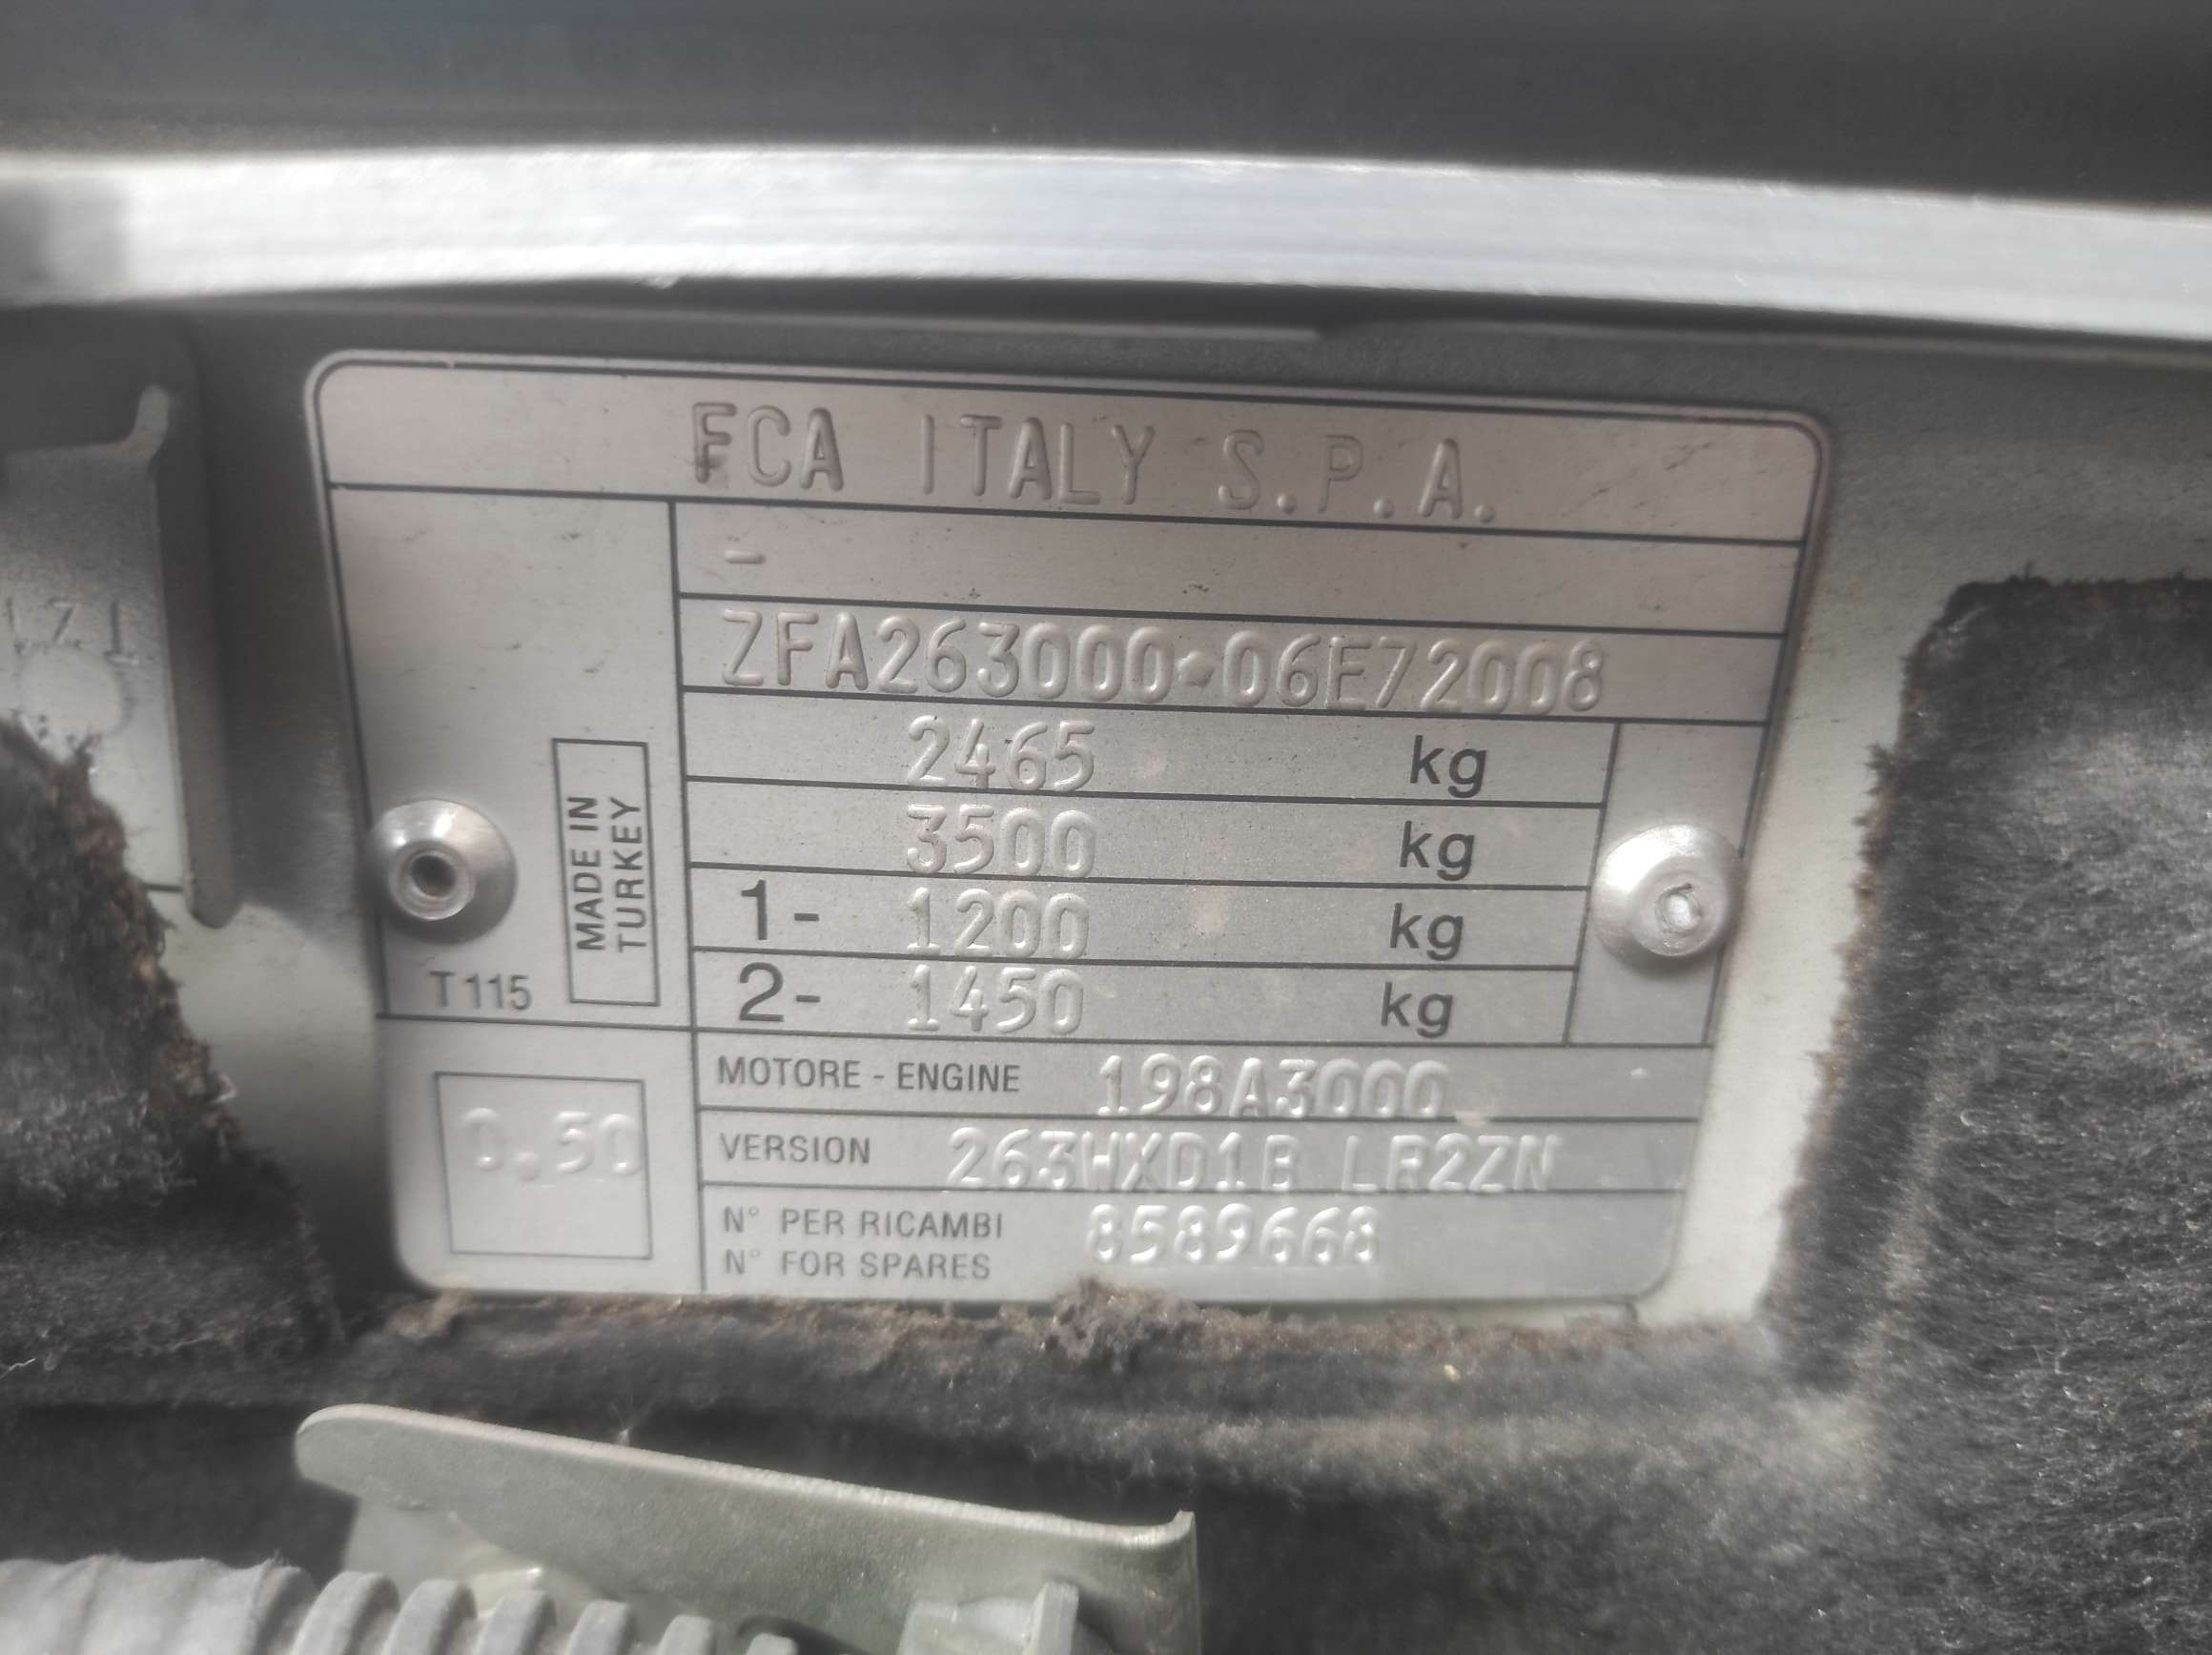 FCA ITALY S.P.A.
-
ZFA263000*06E72008
2465 kg
3500 kg
1- 1200 kg
2- 1450 kg
MADE IN
TURKEY
T115
0.50
MOTORE - ENGINE 198A3000
VERSION 263WXD1B LR2ZN
N° PER RICAMBI
N° FOR SPARES
8589668